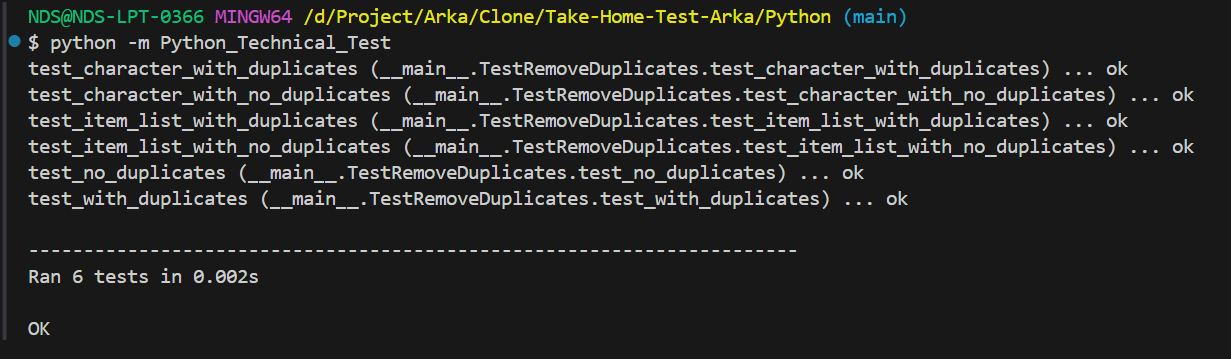 NDS@NDS-LPT-0366 MINGW64 /d/Project/Arka/Clone/Take-Home-Test-Arka/Python (main)
$ python -m Python_Technical_Test
test_character_with_duplicates (__main__.TestRemoveDuplicates.test_character_with_duplicates) ... ok
test_character_with_no_duplicates (__main__.TestRemoveDuplicates.test_character_with_no_duplicates) ... ok
test_item_list_with_duplicates (__main__.TestRemoveDuplicates.test_item_list_with_duplicates) ... ok
test_item_list_with_no_duplicates (__main__.TestRemoveDuplicates.test_item_list_with_no_duplicates) ... ok
test_no_duplicates (__main__.TestRemoveDuplicates.test_no_duplicates) ... ok
test_with_duplicates (__main__.TestRemoveDuplicates.test_with_duplicates) ... ok
----------------------------------------------------------------------
Ran 6 tests in 0.002s
OK